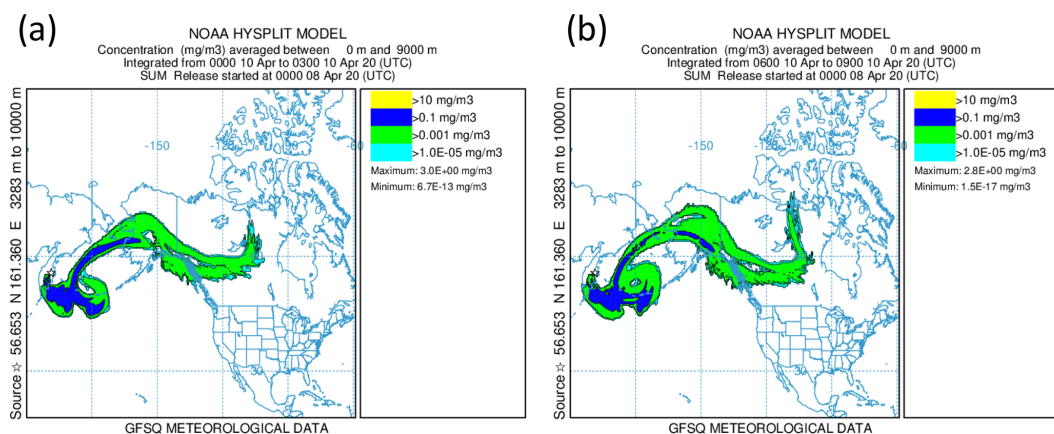 (a)
NOAA HYSPLIT MODEL
Concentration (mg/m3) averaged between 0 m and 9000 m
Integrated from 0000 10 Apr to 0300 10 Apr 20 (UTC)
SUM Release started at 0000 08 Apr 20 (UTC)
Source☆ 56.653 N 161.360 E 3283 m to 10000 m
>10 mg/m3
>0.1 mg/m3
>0.001 mg/m3
>1.0E-05 mg/m3
Maximum: 3.0E+00 mg/m3
Minimum: 6.7E-13 mg/m3
-150
30
GFSQ METEOROLOGICAL DATA
(b)
NOAA HYSPLIT MODEL
Concentration (mg/m3) averaged between 0 m and 9000 m
Integrated from 0600 10 Apr to 0900 10 Apr 20 (UTC)
SUM Release started at 0000 08 Apr 20 (UTC)
Source☆ 56.653 N 161.360 E 3283 m to 10000 m
>10 mg/m3
>0.1 mg/m3
>0.001 mg/m3
>1.0E-05 mg/m3
Maximum: 2.8E+00 mg/m3
Minimum: 1.5E-17 mg/m3
-150
30
GFSQ METEOROLOGICAL DATA